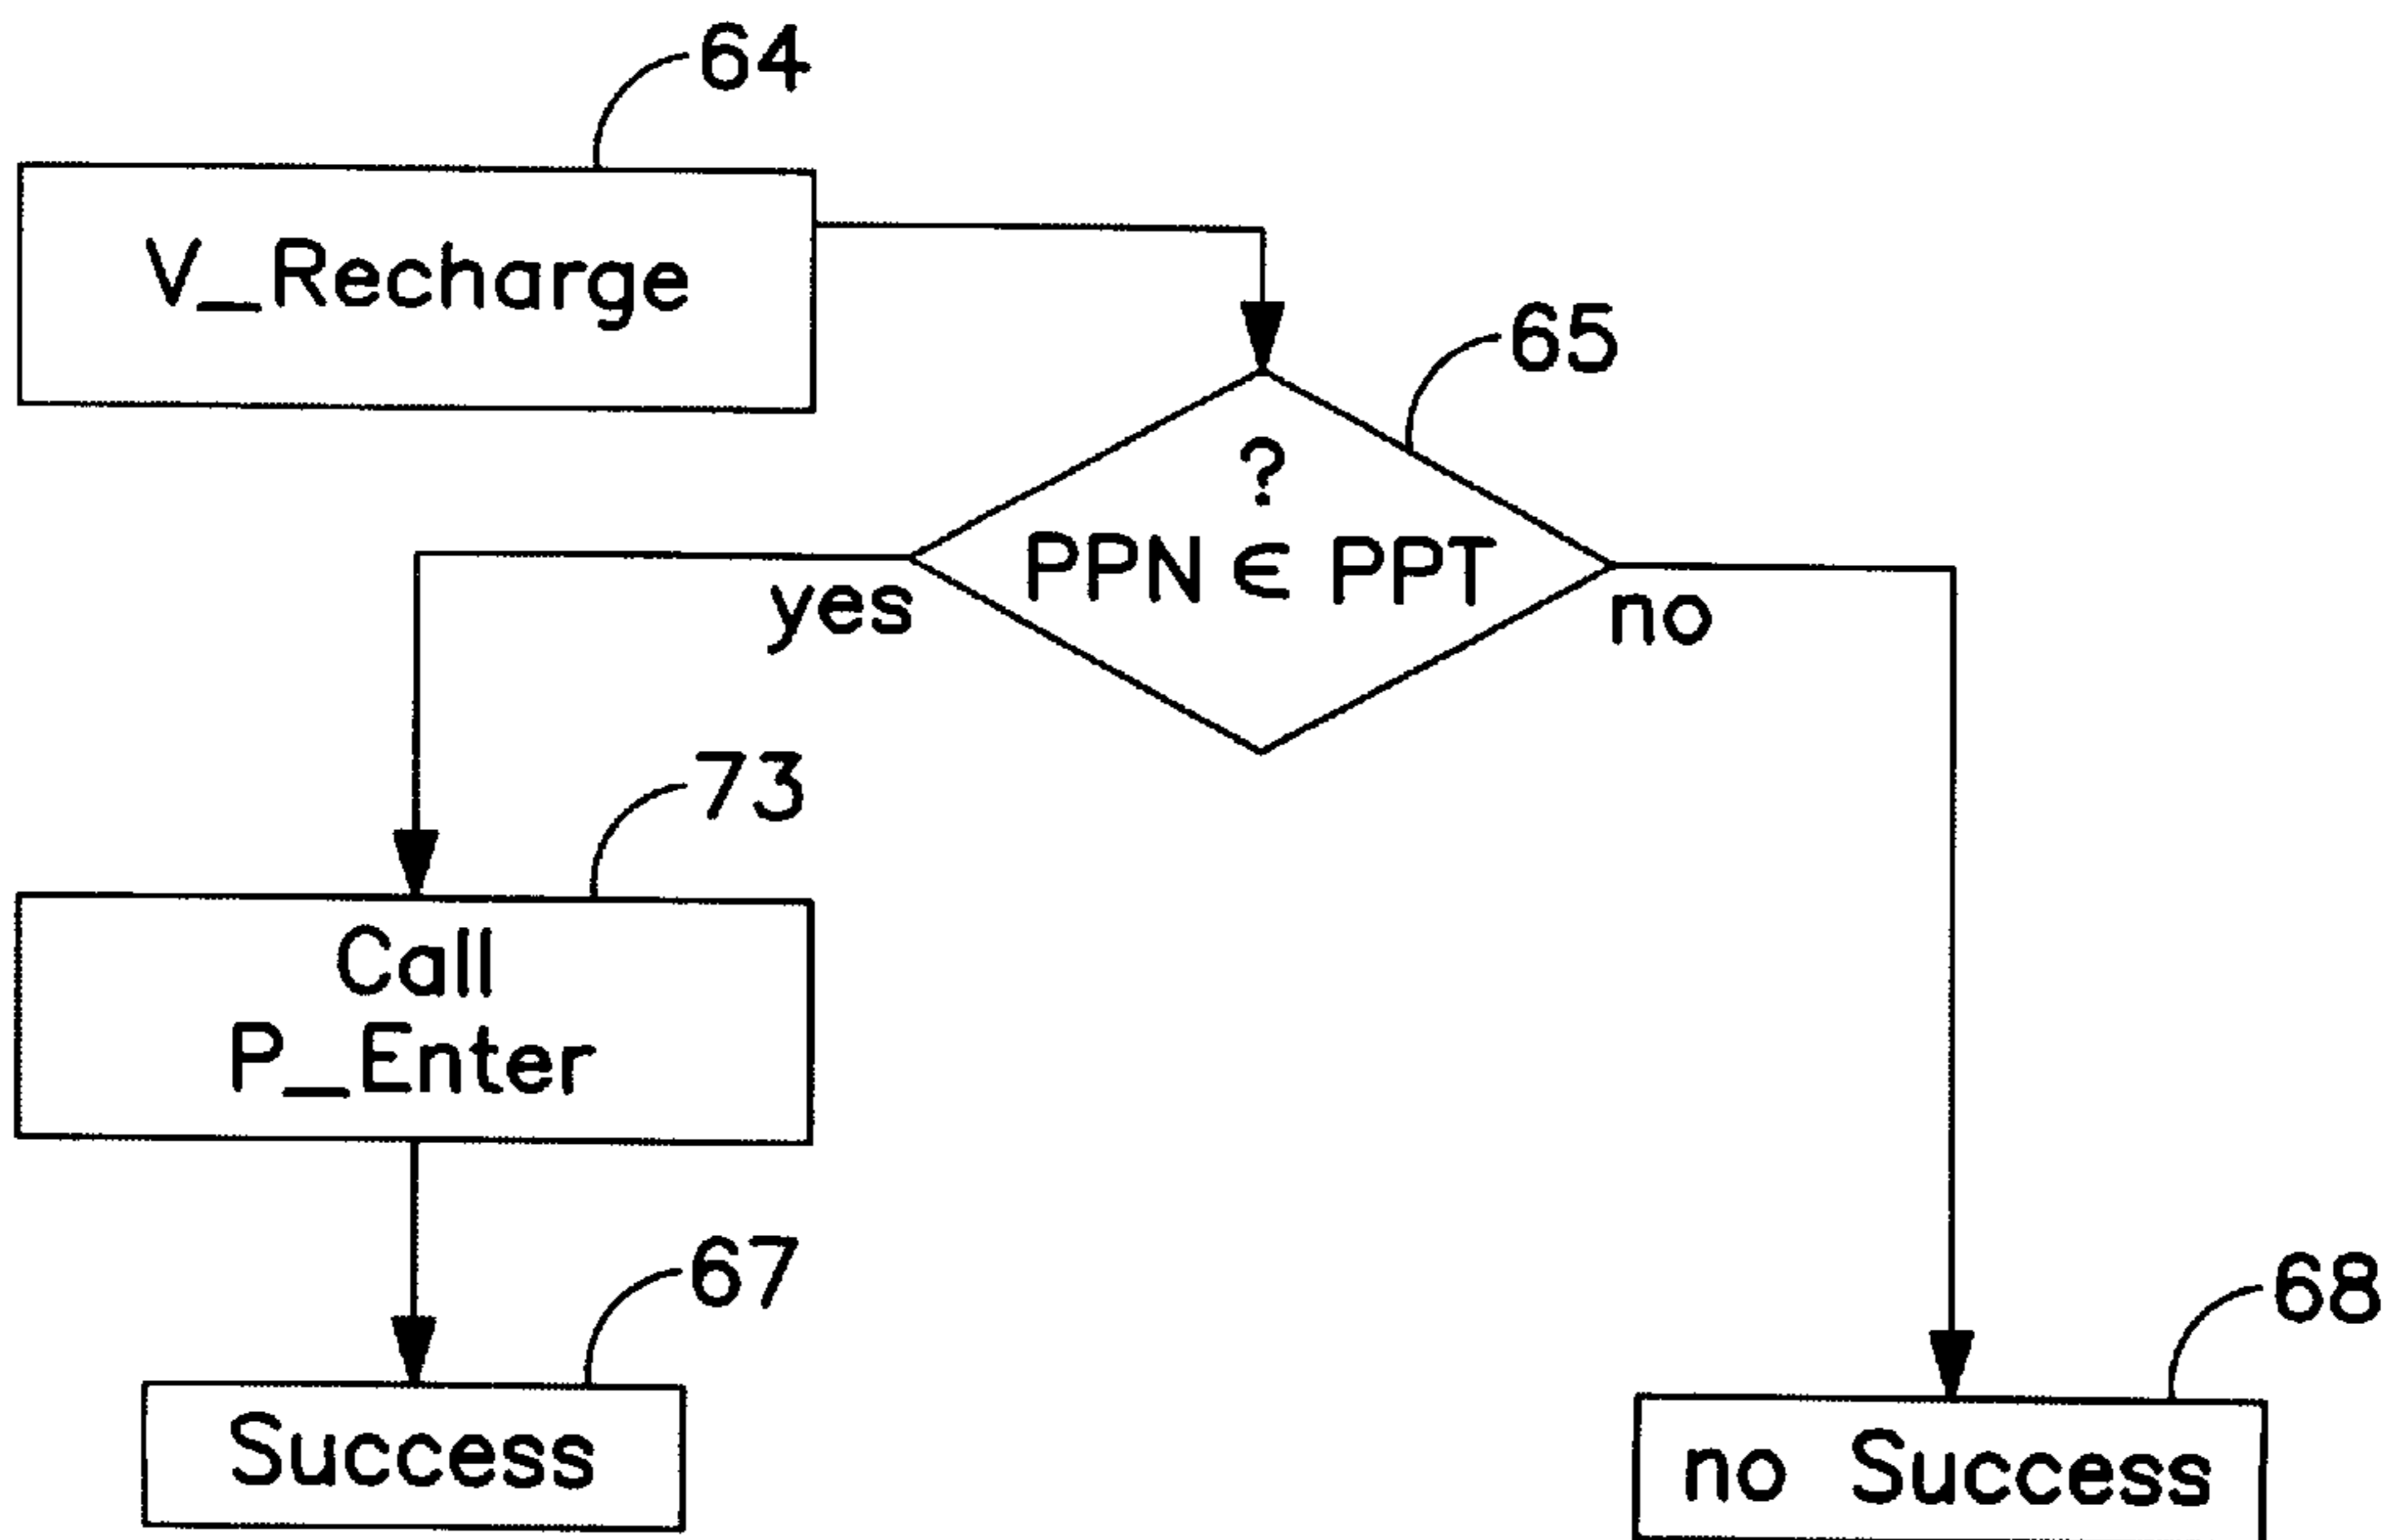 64
V_Recharge
65
?
PPN ∈ PPT
yes
no
73
Call
P_Enter
67
Success
68
no Success